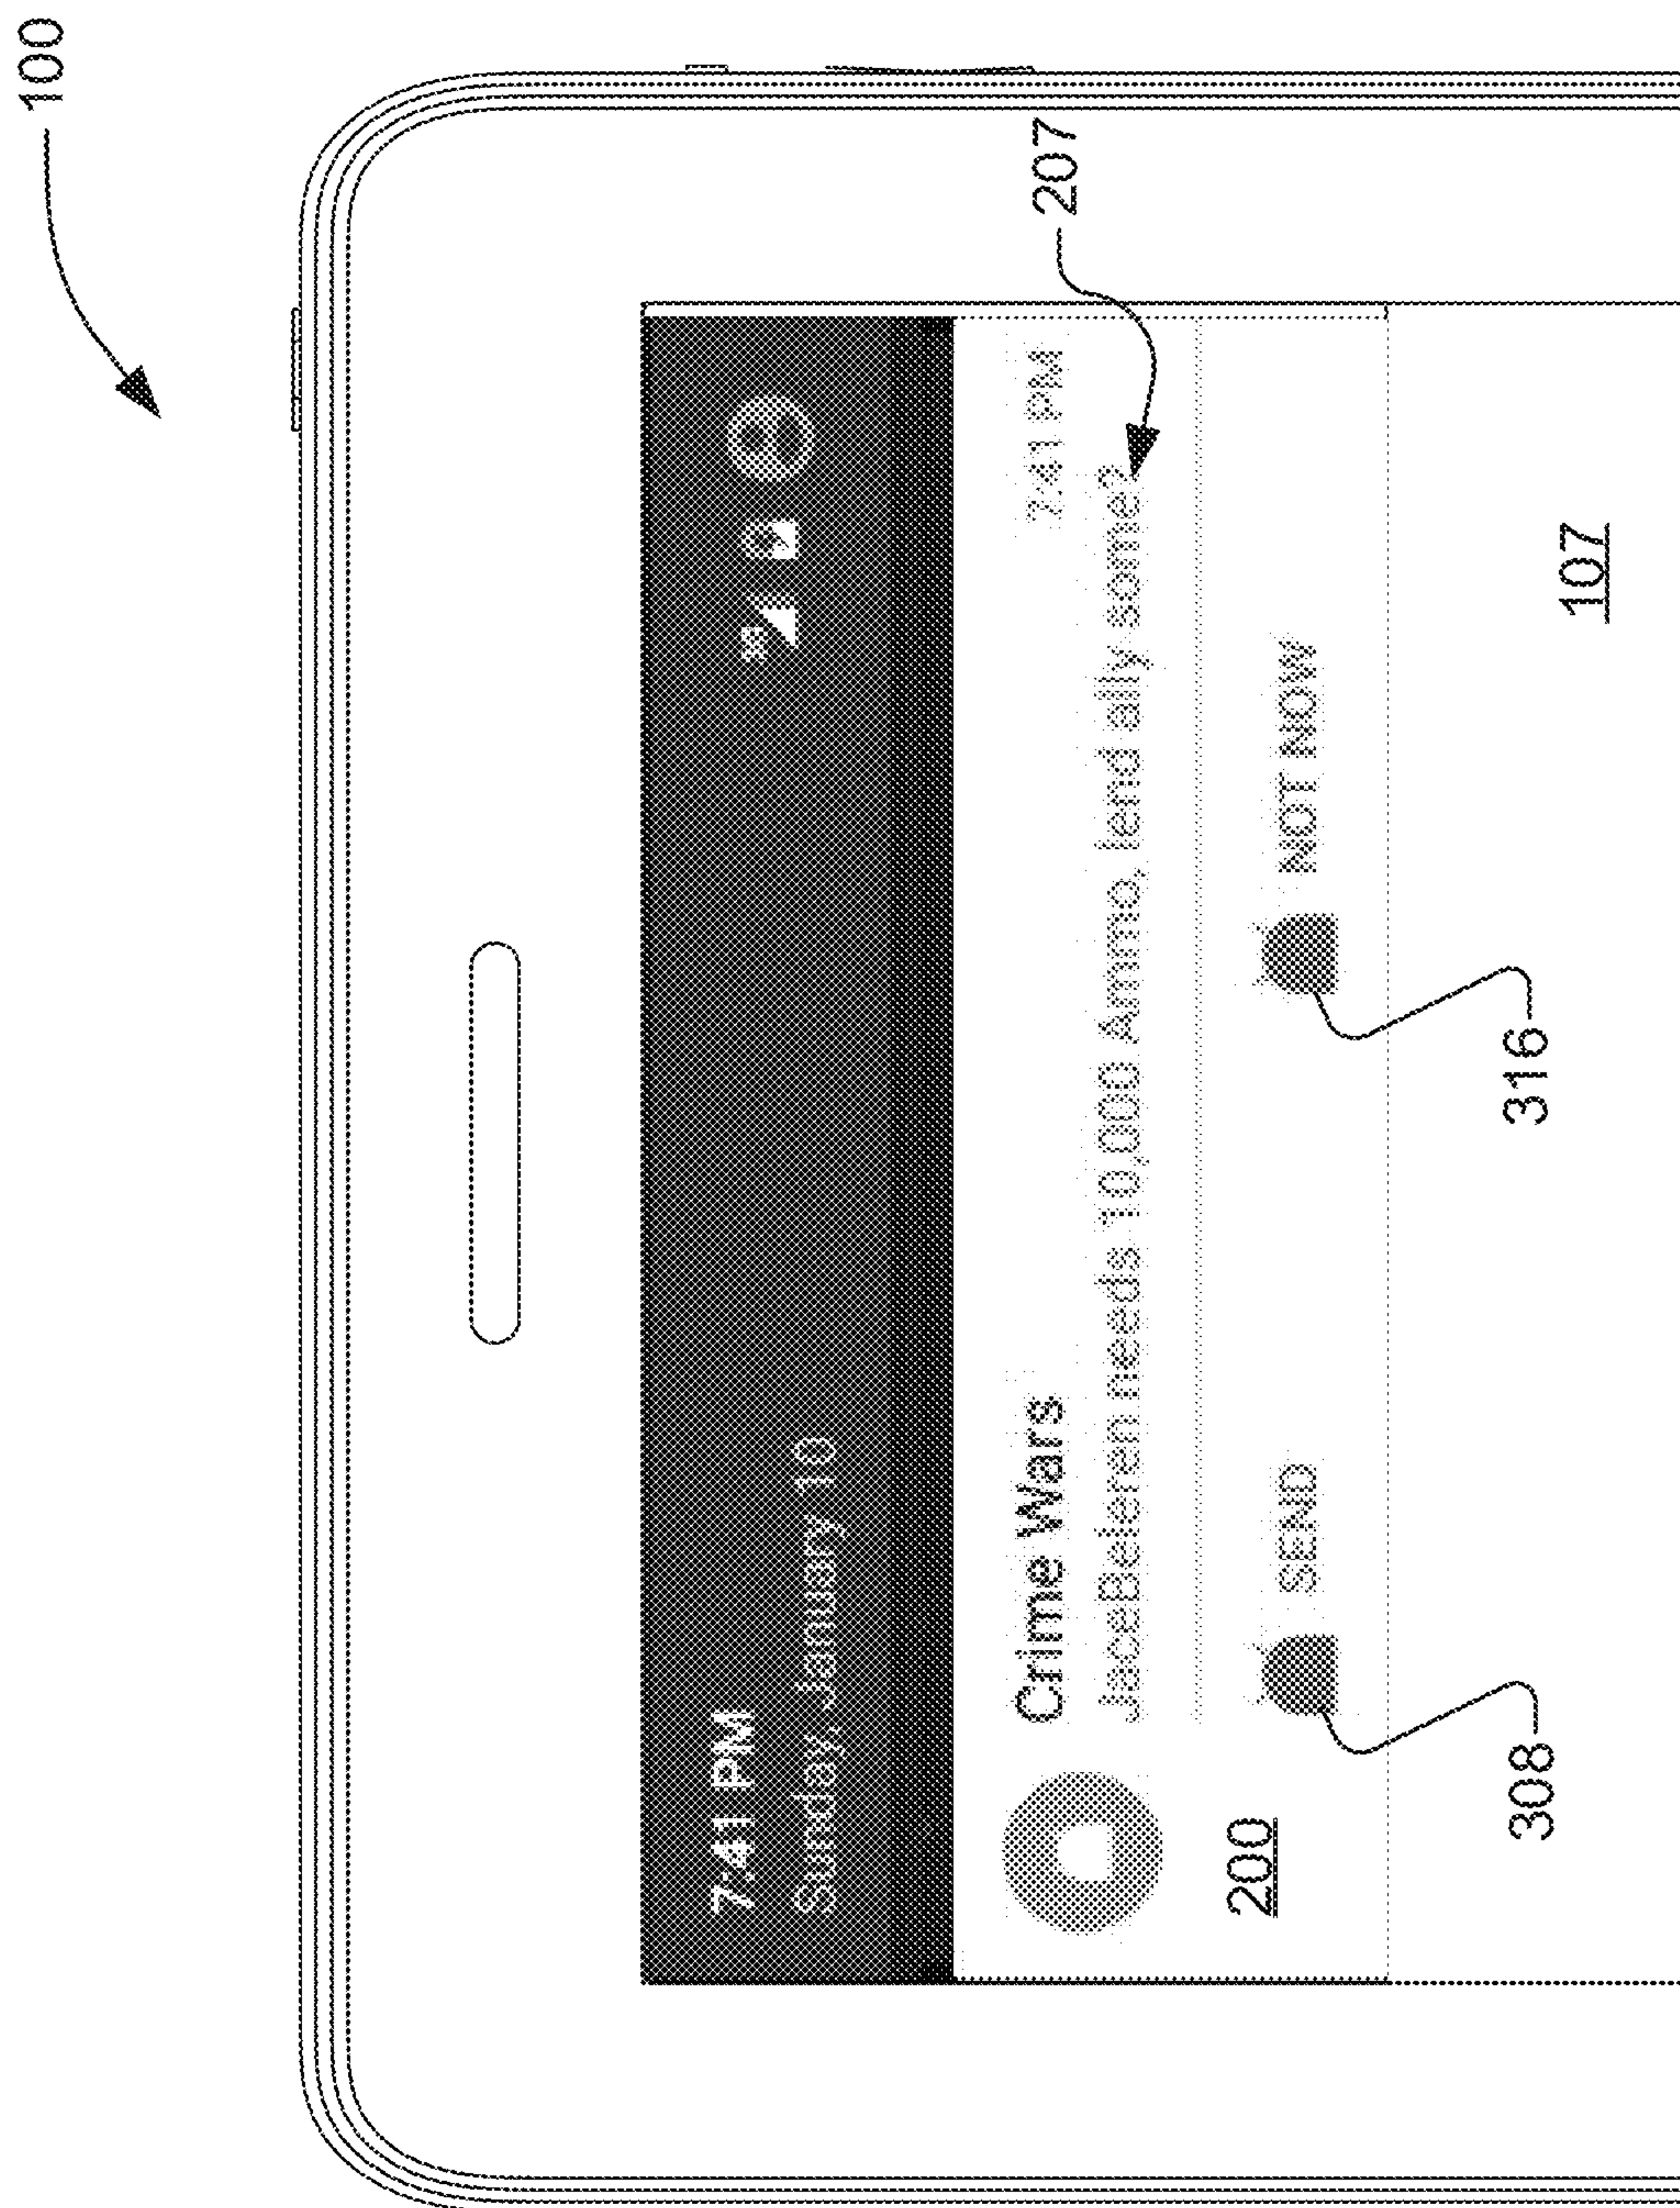 100
7:41 PM
Sunday, January 10
Crime Wars
7:41 PM
207
JaceBeleren needs 10,000 Ammo, lend ally some?
200
SEND
NOT NOW
308
316
107